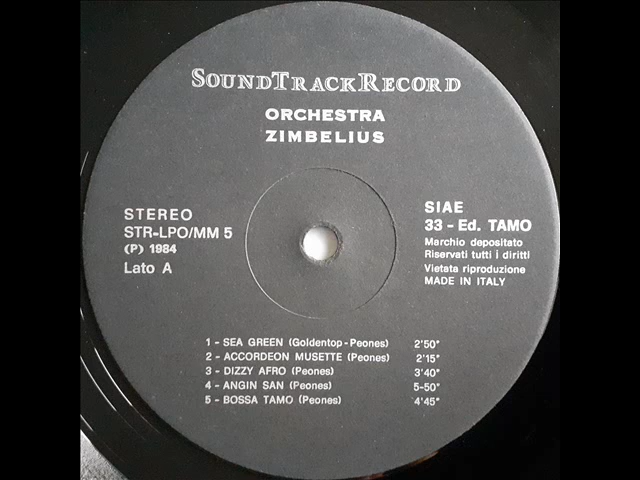 SOUNDTRACKRECORD
ORCHESTRA
ZIMBELIUS
STEREO
STR-LPO/MM 5
(P) 1984
Lato A
SIAE
33 - Ed. TAMO
Marchio depositato
Riservati tutti i diritti
Vietata riproduzione
MADE IN ITALY
1 - SEA GREEN (Goldentop - Peones) 2'50"
2 - ACCORDEON MUSETTE (Peones) 2'15"
3 - DIZZY AFRO (Peones) 3'40"
4 - ANGIN SAN (Peones) 5-50"
5 - BOSSA TAMO (Peones) 4'45"